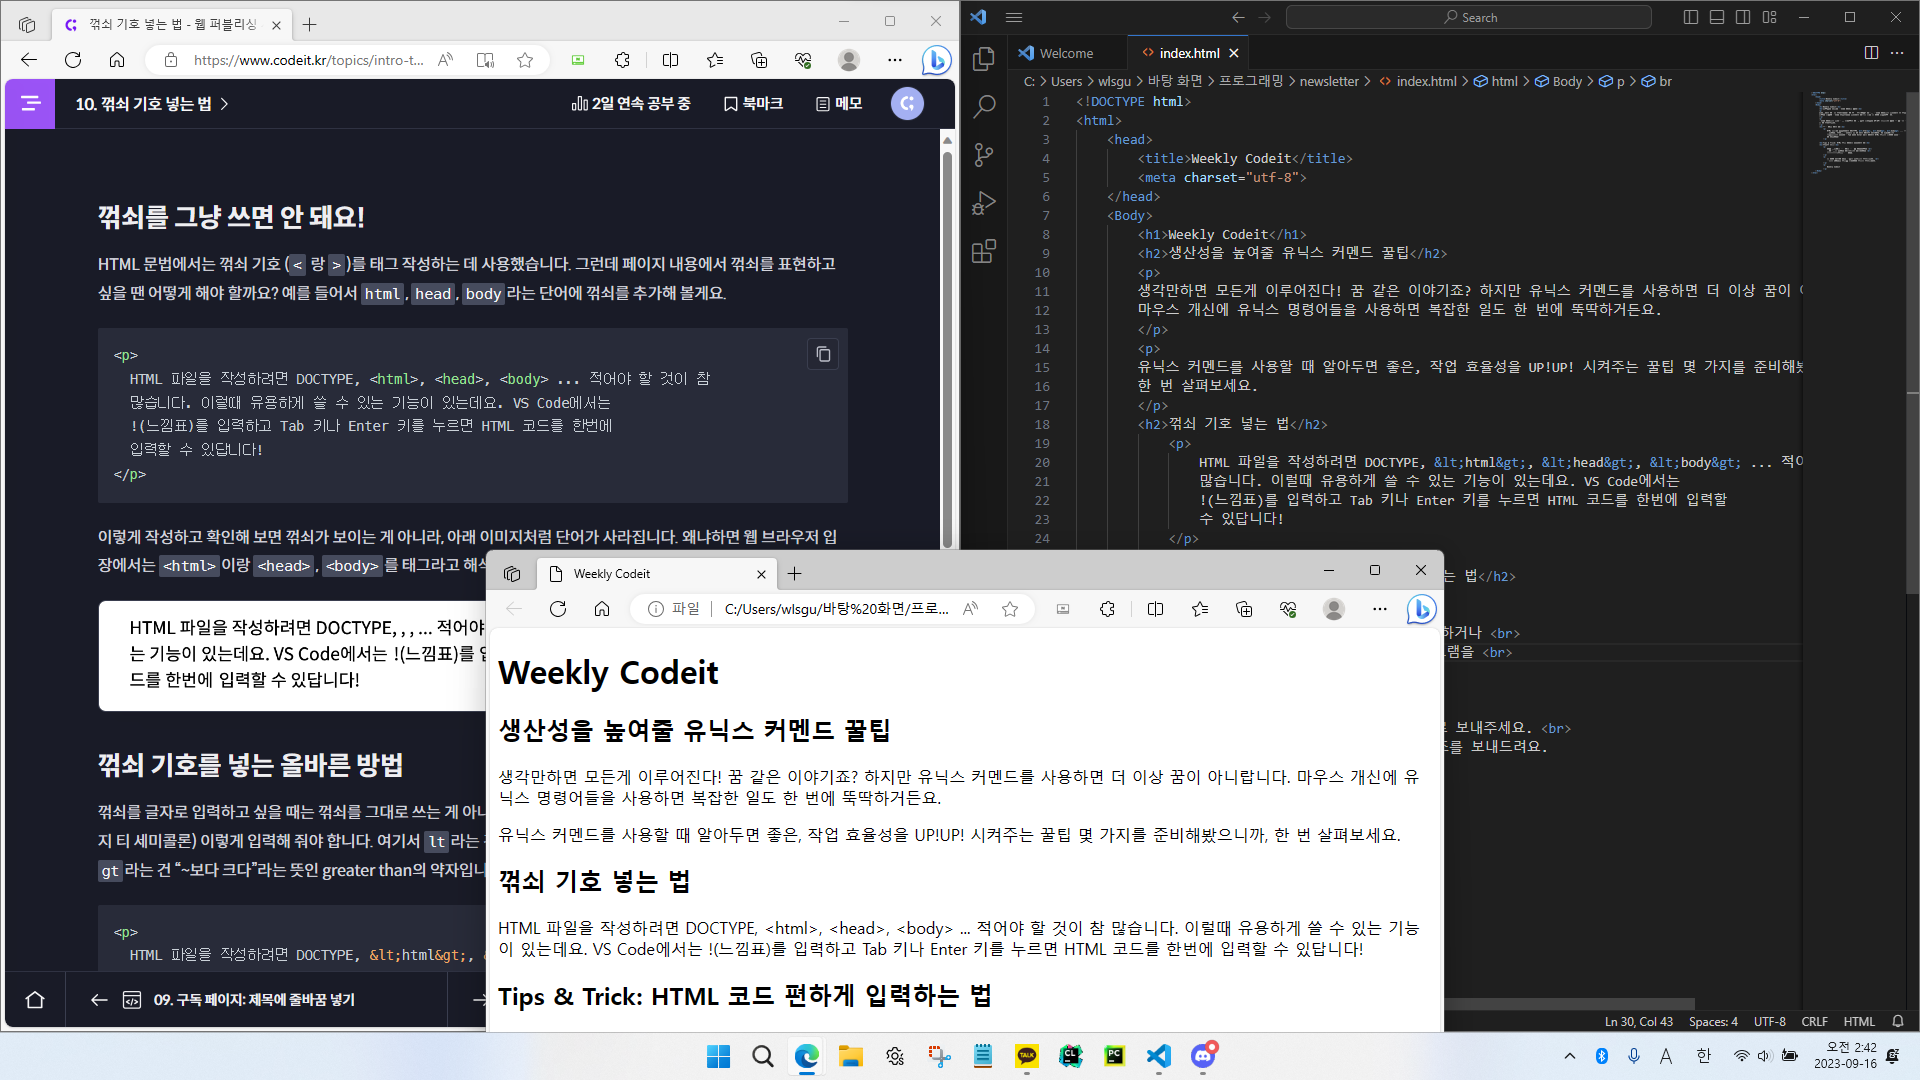 꺾쇠 기호 넣는 법 - 웹 퍼블리싱
https://www.codeit.kr/topics/intro-t...
10. 꺾쇠 기호 넣는 법
2일 연속 공부 중
북마크
메모
꺾쇠를 그냥 쓰면 안 돼요!
HTML 문법에서는 꺾쇠 기호 ( < 랑 > )를 태그 작성하는 데 사용했습니다. 그런데 페이지 내용에서 꺾쇠를 표현하고
싶을 땐 어떻게 해야 할까요? 예를 들어서 html , head , body 라는 단어에 꺾쇠를 추가해 볼게요.
<p>
HTML 파일을 작성하려면 DOCTYPE, <html>, <head>, <body> ... 적어야 할 것이 참
많습니다. 이럴때 유용하게 쓸 수 있는 기능이 있는데요. VS Code에서는
!(느낌표)를 입력하고 Tab 키나 Enter 키를 누르면 HTML 코드를 한번에
입력할 수 있답니다!
</p>
이렇게 작성하고 확인해 보면 꺾쇠가 보이는 게 아니라, 아래 이미지처럼 단어가 사라집니다. 왜냐하면 웹 브라우저 입
장에서는 <html> 이랑 <head> , <body> 를 태그라고 해석
HTML 파일을 작성하려면 DOCTYPE, , , ... 적어야
는 기능이 있는데요. VS Code에서는 !(느낌표)를 입
드를 한번에 입력할 수 있답니다!
꺾쇠 기호를 넣는 올바른 방법
꺾쇠를 글자로 입력하고 싶을 때는 꺾쇠를 그대로 쓰는 게 아니
지 티 세미콜론) 이렇게 입력해 줘야 합니다. 여기서 lt 라는
gt 라는 건 “~보다 크다”라는 뜻인 greater than의 약자입니
<p>
HTML 파일을 작성하려면 DOCTYPE, &lt;html&gt;,
09. 구독 페이지: 제목에 줄바꿈 넣기
Search
Welcome
index.html
C: > Users > wlsgu > 바탕 화면 > 프로그래밍 > newsletter > index.html > html > Body > p > br
1 <!DOCTYPE html>
2 <html>
3 <head>
4 <title>Weekly Codeit</title>
5 <meta charset="utf-8">
6 </head>
7 <Body>
8 <h1>Weekly Codeit</h1>
9 <h2>생산성을 높여줄 유닉스 커멘드 꿀팁</h2>
10 <p>
11 생각만하면 모든게 이루어진다! 꿈 같은 이야기죠? 하지만 유닉스 커멘드를 사용하면 더 이상 꿈이
12 마우스 개신에 유닉스 명령어들을 사용하면 복잡한 일도 한 번에 뚝딱하거든요.
13 </p>
14 <p>
15 유닉스 커멘드를 사용할 때 알아두면 좋은, 작업 효율성을 UP!UP! 시켜주는 꿀팁 몇 가지를 준비해봤
16 한 번 살펴보세요.
17 </p>
18 <h2>꺾쇠 기호 넣는 법</h2>
19 <p>
20 HTML 파일을 작성하려면 DOCTYPE, &lt;html&gt;, &lt;head&gt;, &lt;body&gt; ... 적어
21 많습니다. 이럴때 유용하게 쓸 수 있는 기능이 있는데요. VS Code에서는
22 !(느낌표)를 입력하고 Tab 키나 Enter 키를 누르면 HTML 코드를 한번에 입력할
23 수 있답니다!
24 </p>
는 법</h2>
하거나 <br>
램을 <br>
보내주세요. <br>
를 보내드려요.
Ln 30, Col 43 Spaces: 4 UTF-8 CRLF HTML
Weekly Codeit
파일 C:/Users/wlsgu/바탕%20화면/프로...
Weekly Codeit
생산성을 높여줄 유닉스 커멘드 꿀팁
생각만하면 모든게 이루어진다! 꿈 같은 이야기죠? 하지만 유닉스 커멘드를 사용하면 더 이상 꿈이 아니랍니다. 마우스 개신에 유
닉스 명령어들을 사용하면 복잡한 일도 한 번에 뚝딱하거든요.
유닉스 커멘드를 사용할 때 알아두면 좋은, 작업 효율성을 UP!UP! 시켜주는 꿀팁 몇 가지를 준비해봤으니까, 한 번 살펴보세요.
꺾쇠 기호 넣는 법
HTML 파일을 작성하려면 DOCTYPE, <html>, <head>, <body> ... 적어야 할 것이 참 많습니다. 이럴때 유용하게 쓸 수 있는 기능
이 있는데요. VS Code에서는 !(느낌표)를 입력하고 Tab 키나 Enter 키를 누르면 HTML 코드를 한번에 입력할 수 있답니다!
Tips & Trick: HTML 코드 편하게 입력하는 법
TALK
CL
PC
A
한
오전 2:42
2023-09-16